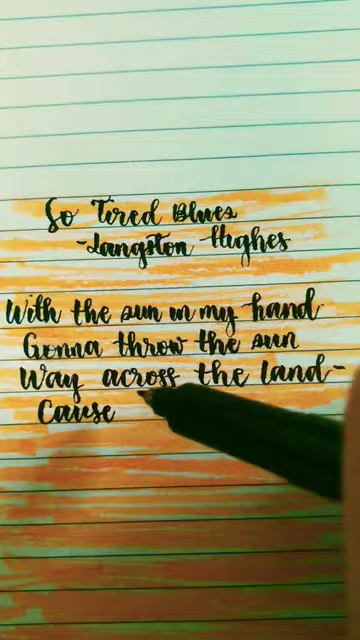 So Tired Blues
-Langston Hughes
With the sun in my hand
Gonna throw the sun
Way across the land-
Cause